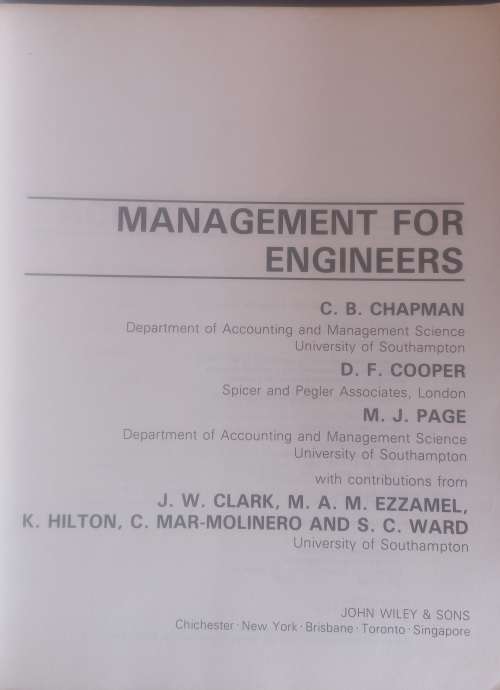 MANAGEMENT FOR
ENGINEERS
C. B. CHAPMAN
Department of Accounting and Management Science
University of Southampton
D. F. COOPER
Spicer and Pegler Associates, London
M. J. PAGE
Department of Accounting and Management Science
University of Southampton
with contributions from
J. W. CLARK, M. A. M. EZZAMEL,
K. HILTON, C. MAR-MOLINERO AND S. C. WARD
University of Southampton
JOHN WILEY & SONS
Chichester · New York · Brisbane · Toronto · Singapore